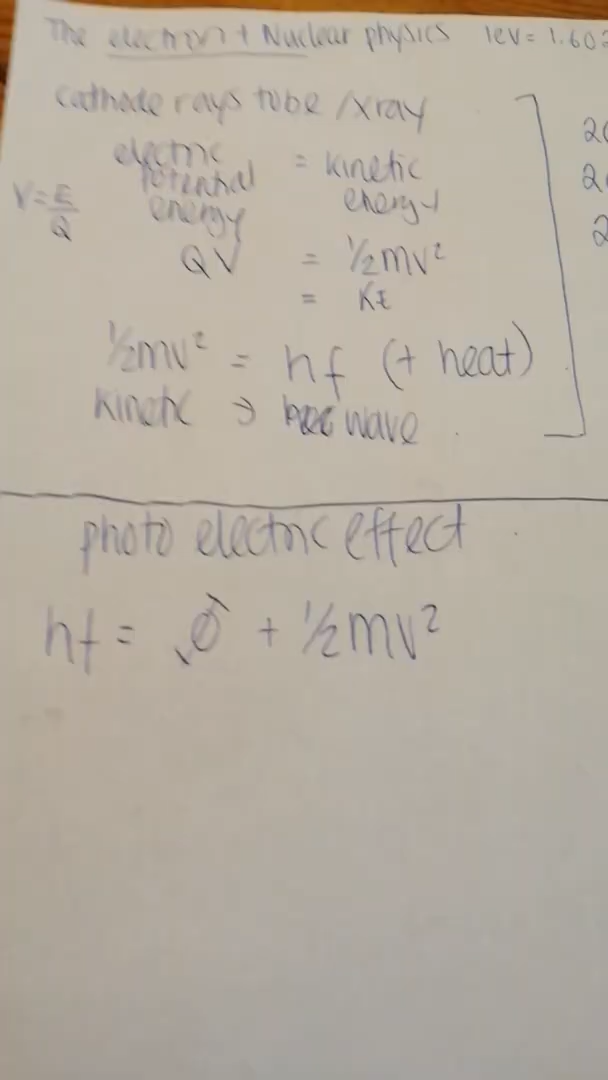 The electron + Nuclear physics 1eV = 1.602
cathode rays tube / xray
electric potential energy = kinetic energy
V = E/Q
QV = ½mv²
= KE
½mv² = hf (+ heat)
kinetic → wave
photo electric effect
hf = Φ + ½mv²